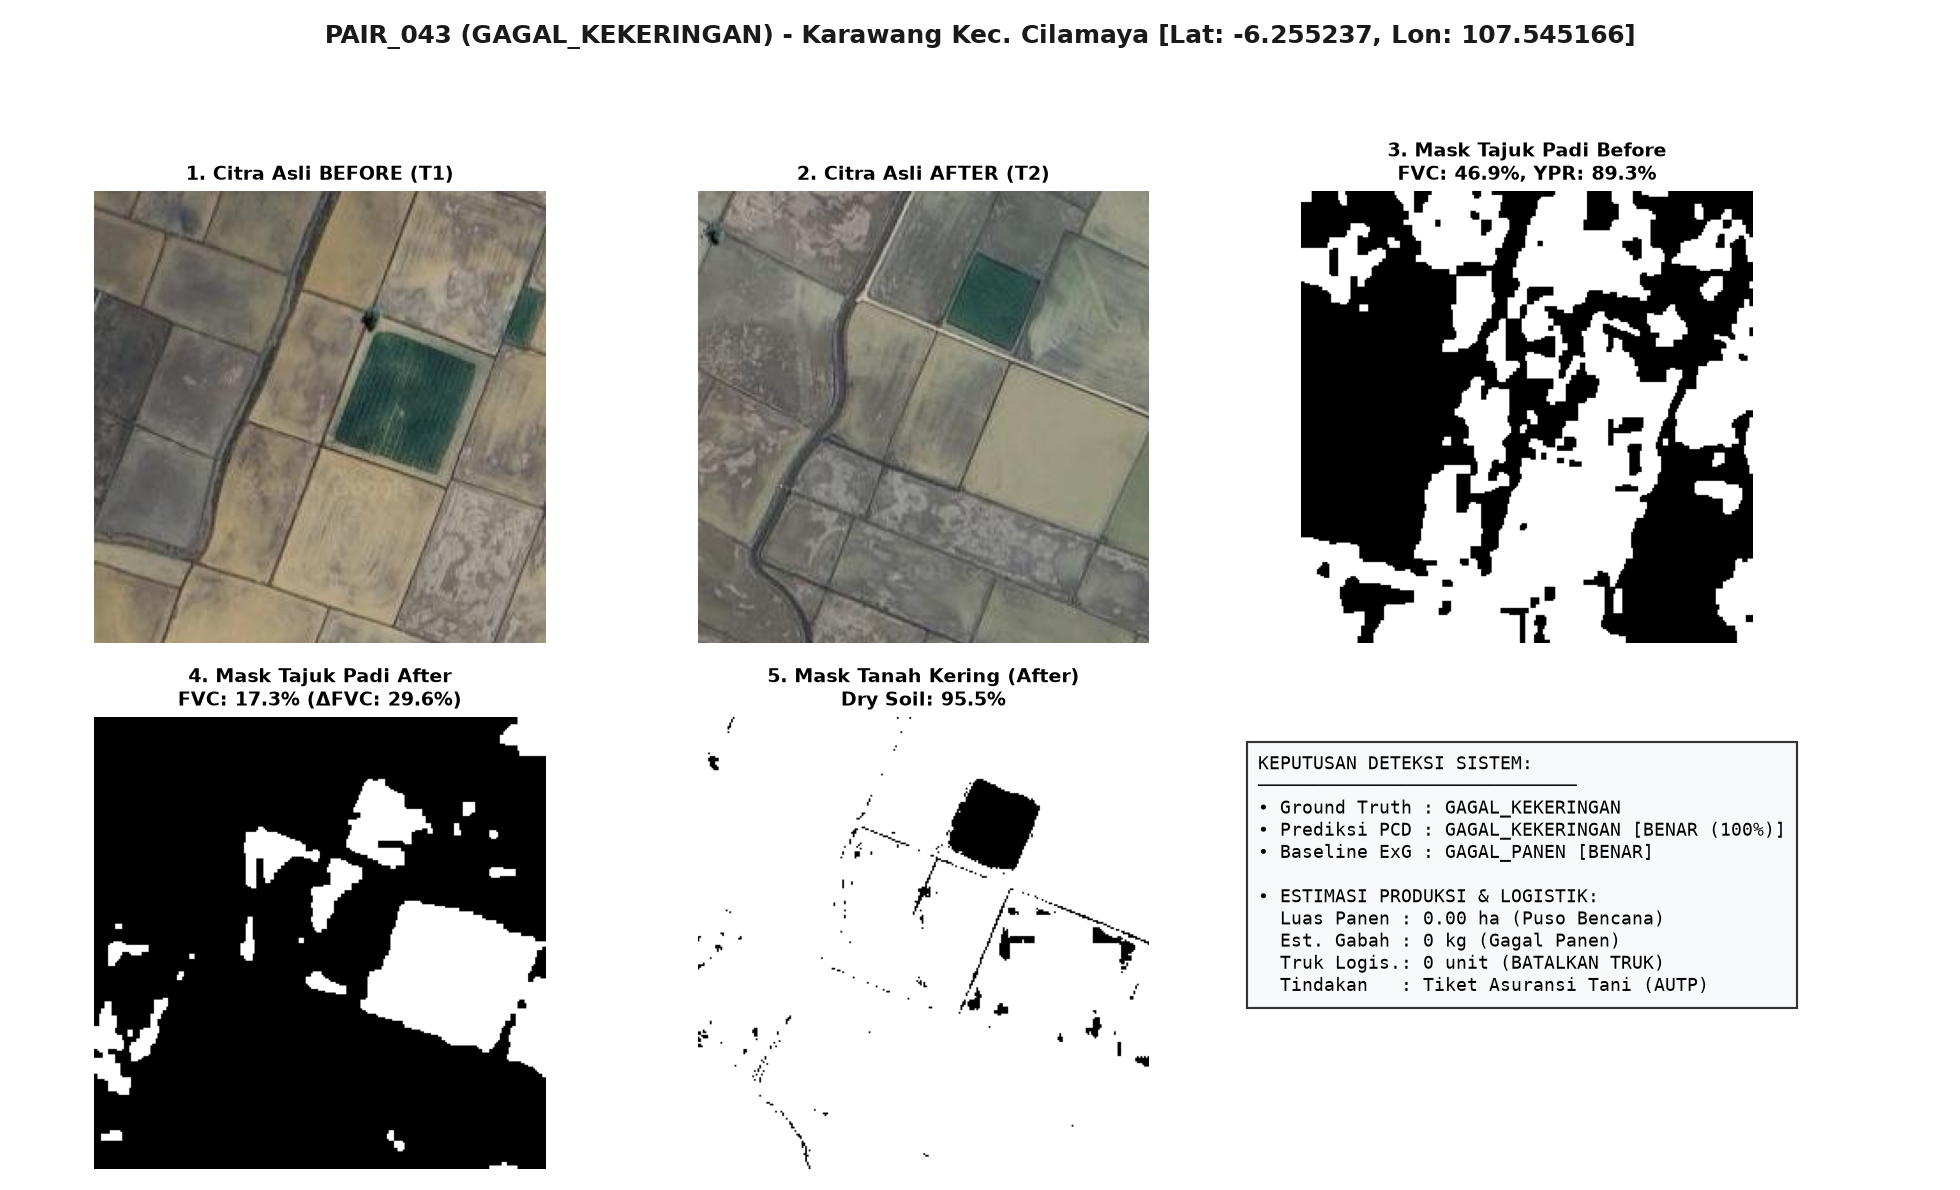 PAIR_043 (GAGAL_KEKERINGAN) - Karawang Kec. Cilamaya [Lat: -6.255237, Lon: 107.545166]
1. Citra Asli BEFORE (T1)
2. Citra Asli AFTER (T2)
3. Mask Tajuk Padi Before
FVC: 46.9%, YPR: 89.3%
4. Mask Tajuk Padi After
FVC: 17.3% (ΔFVC: 29.6%)
5. Mask Tanah Kering (After)
Dry Soil: 95.5%
KEPUTUSAN DETEKSI SISTEM:
• Ground Truth : GAGAL_KEKERINGAN
• Prediksi PCD : GAGAL_KEKERINGAN [BENAR (100%)]
• Baseline ExG : GAGAL_PANEN [BENAR]
• ESTIMASI PRODUKSI & LOGISTIK:
Luas Panen : 0.00 ha (Puso Bencana)
Est. Gabah : 0 kg (Gagal Panen)
Truk Logis.: 0 unit (BATALKAN TRUK)
Tindakan   : Tiket Asuransi Tani (AUTP)